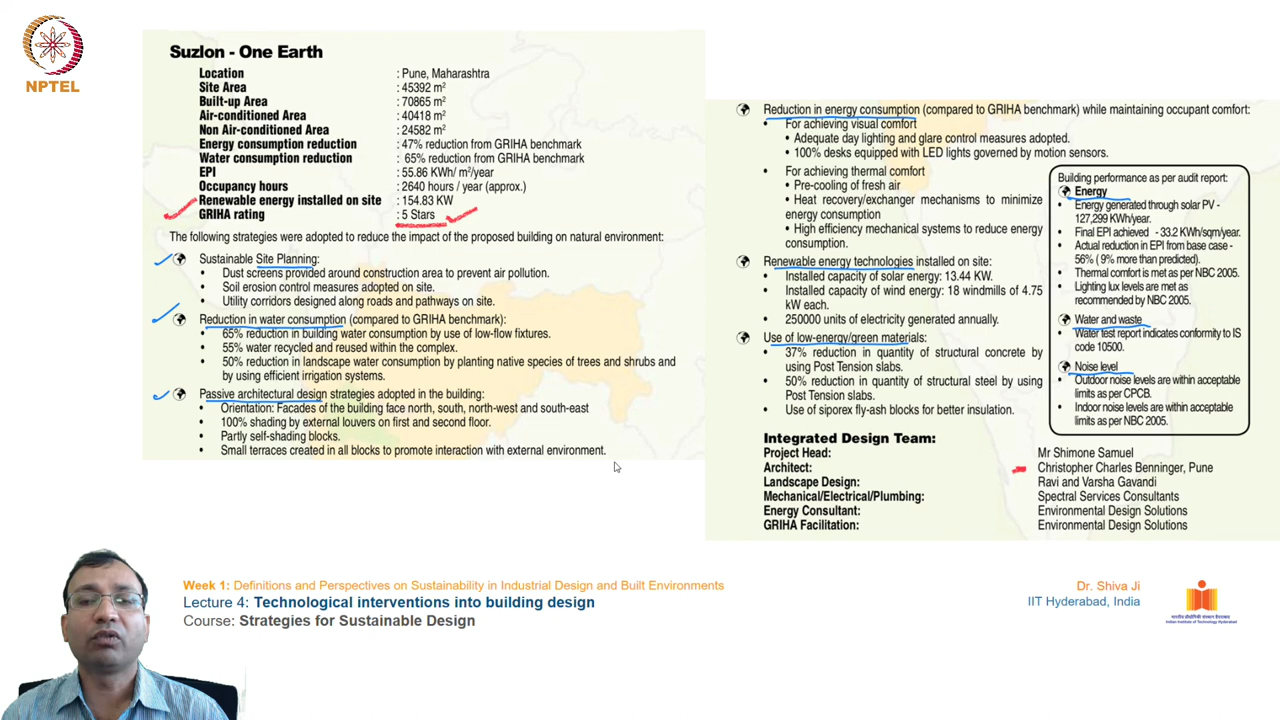 NPTEL
Suzlon - One Earth
Location : Pune, Maharashtra
Site Area : 45392 m²
Built-up Area : 70865 m²
Air-conditioned Area : 40418 m²
Non Air-conditioned Area : 24582 m²
Energy consumption reduction : 47% reduction from GRIHA benchmark
Water consumption reduction : 65% reduction from GRIHA benchmark
EPI : 55.86 KWh/ m²/year
Occupancy hours : 2640 hours / year (approx.)
Renewable energy installed on site : 154.83 KW
GRIHA rating : 5 Stars
The following strategies were adopted to reduce the impact of the proposed building on natural environment:
Sustainable Site Planning:
• Dust screens provided around construction area to prevent air pollution.
• Soil erosion control measures adopted on site.
• Utility corridors designed along roads and pathways on site.
Reduction in water consumption (compared to GRIHA benchmark):
• 65% reduction in building water consumption by use of low-flow fixtures.
• 55% water recycled and reused within the complex.
• 50% reduction in landscape water consumption by planting native species of trees and shrubs and
by using efficient irrigation systems.
Passive architectural design strategies adopted in the building:
• Orientation: Facades of the building face north, south, north-west and south-east
• 100% shading by external louvers on first and second floor.
• Partly self-shading blocks.
• Small terraces created in all blocks to promote interaction with external environment.
Reduction in energy consumption (compared to GRIHA benchmark) while maintaining occupant comfort:
• For achieving visual comfort
• Adequate day lighting and glare control measures adopted.
• 100% desks equipped with LED lights governed by motion sensors.
• For achieving thermal comfort
• Pre-cooling of fresh air
• Heat recovery/exchanger mechanisms to minimize
energy consumption
• High efficiency mechanical systems to reduce energy
consumption.
Renewable energy technologies installed on site:
• Installed capacity of solar energy: 13.44 KW.
• Installed capacity of wind energy: 18 windmills of 4.75
kW each.
• 250000 units of electricity generated annually.
Use of low-energy/green materials:
• 37% reduction in quantity of structural concrete by
using Post Tension slabs.
• 50% reduction in quantity of structural steel by using
Post Tension slabs.
• Use of siporex fly-ash blocks for better insulation.
Building performance as per audit report:
Energy
• Energy generated through solar PV -
127,299 KWh/year.
• Final EPI achieved - 33.2 KWh/sqm/year.
• Actual reduction in EPI from base case -
56% ( 9% more than predicted).
• Thermal comfort is met as per NBC 2005.
• Lighting lux levels are met as
recommended by NBC 2005.
Water and waste
• Water test report indicates conformity to IS
code 10500.
Noise level
• Outdoor noise levels are within acceptable
limits as per CPCB.
• Indoor noise levels are within acceptable
limits as per NBC 2005.
Integrated Design Team:
Project Head: Mr Shimone Samuel
Architect: Christopher Charles Benninger, Pune
Landscape Design: Ravi and Varsha Gavandi
Mechanical/Electrical/Plumbing: Spectral Services Consultants
Energy Consultant: Environmental Design Solutions
GRIHA Facilitation: Environmental Design Solutions
Week 1: Definitions and Perspectives on Sustainability in Industrial Design and Built Environments
Lecture 4: Technological interventions into building design
Course: Strategies for Sustainable Design
Dr. Shiva Ji
IIT Hyderabad, India
Indian Institute of Technology Hyderabad